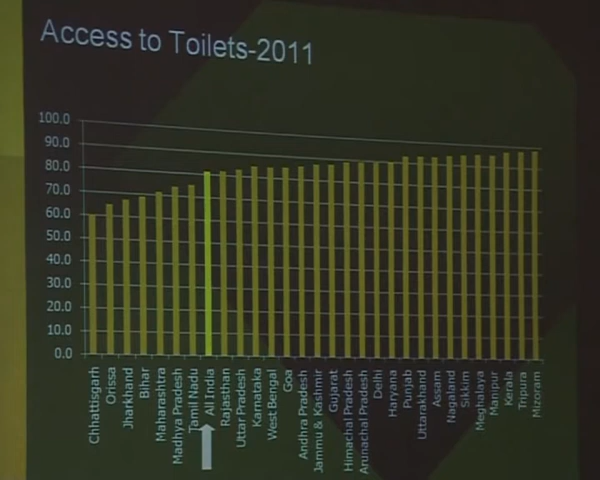 Access to Toilets-2011
100.0
90.0
80.0
70.0
60.0
50.0
40.0
30.0
20.0
10.0
0.0
Chhattisgarh
Orissa
Jharkhand
Bihar
Maharashtra
Madhya Pradesh
Tamil Nadu
All India
Rajasthan
Uttar Pradesh
Karnataka
West Bengal
Goa
Andhra Pradesh
Jammu & Kashmir
Gujarat
Himachal Pradesh
Arunachal Pradesh
Delhi
Haryana
Punjab
Uttarakhand
Assam
Nagaland
Sikkim
Meghalaya
Manipur
Kerala
Tripura
Mizoram